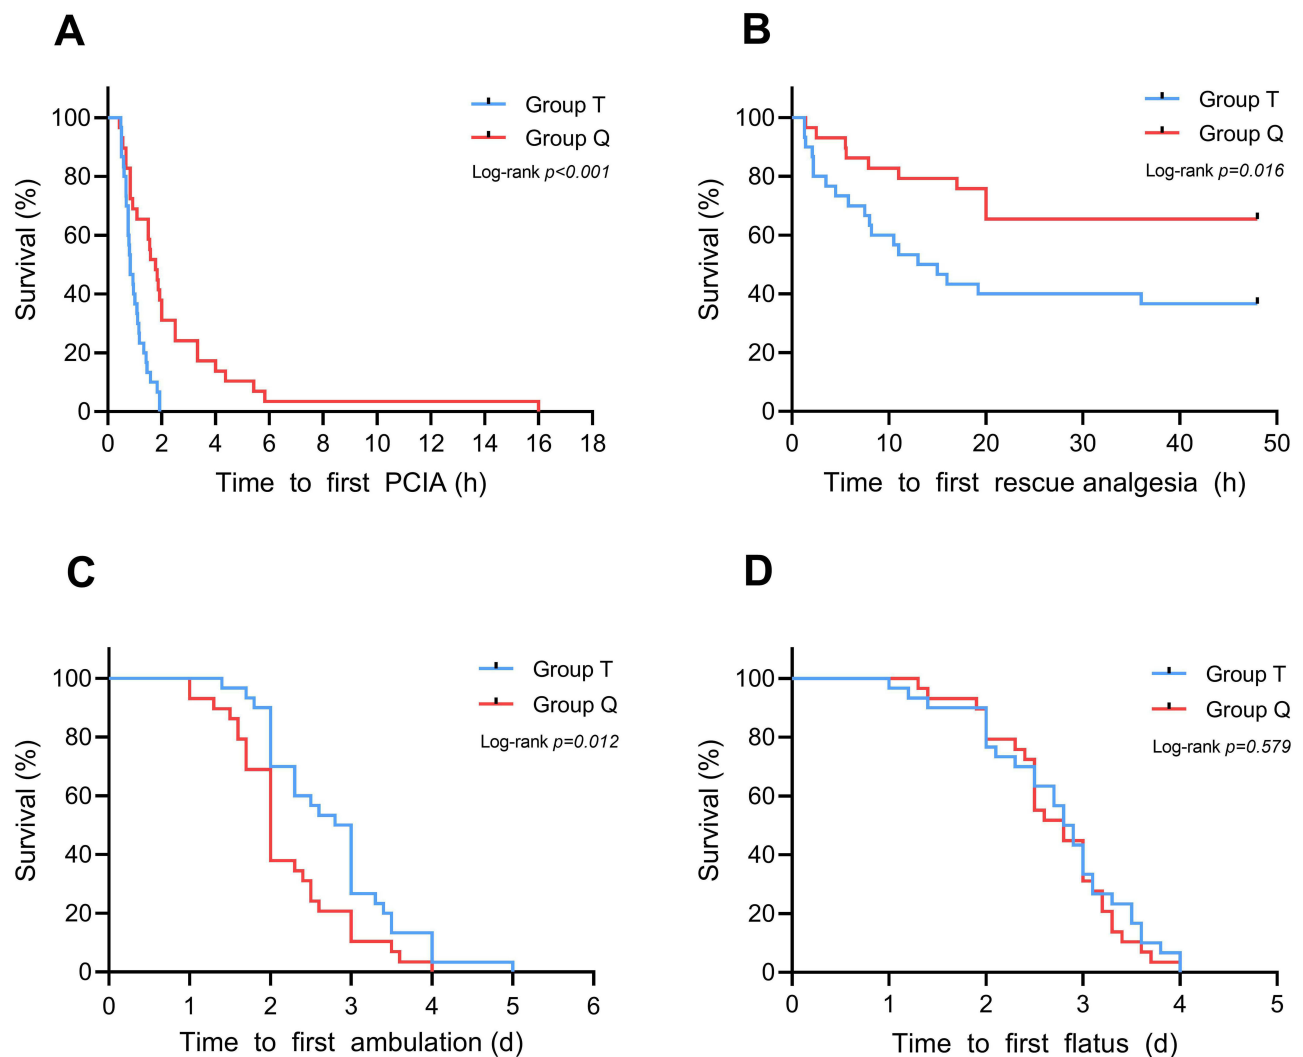 A
Group T
Group Q
Log-rank p<0.001
Survival (%)
100
80
60
40
20
0
0 2 4 6 8 10 12 14 16 18
Time to first PCIA (h)
B
Group T
Group Q
Log-rank p=0.016
Survival (%)
100
80
60
40
20
0
0 10 20 30 40 50
Time to first rescue analgesia (h)
C
Group T
Group Q
Log-rank p=0.012
Survival (%)
100
80
60
40
20
0
0 1 2 3 4 5 6
Time to first ambulation (d)
D
Group T
Group Q
Log-rank p=0.579
Survival (%)
100
80
60
40
20
0
0 1 2 3 4 5
Time to first flatus (d)